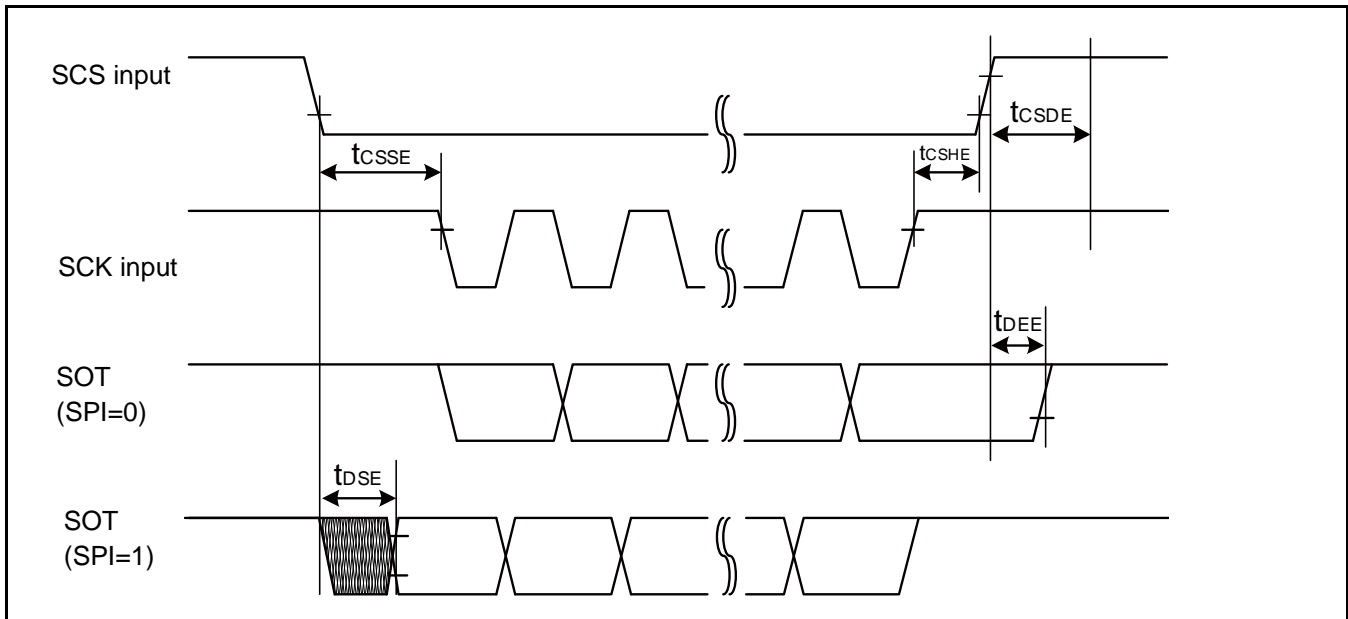 SCS input
tCSDE
tCSSE
tCSHE
SCK input
tDEE
SOT
(SPI=0)
tDSE
SOT
(SPI=1)